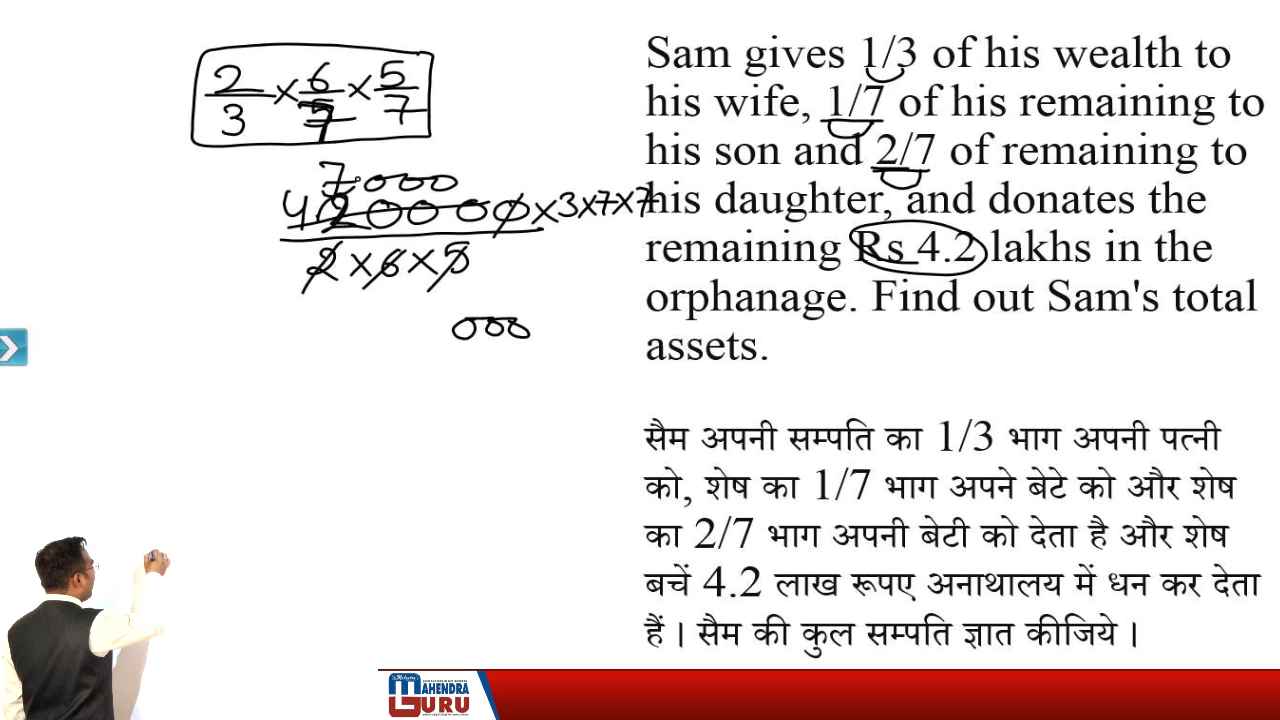 2/3 × 6/7 × 5/7
7000
4200000 × 3 × 7 × 7
2 × 6 × 5
000
Sam gives 1/3 of his wealth to
his wife, 1/7 of his remaining to
his son and 2/7 of remaining to
his daughter, and donates the
remaining Rs 4.2 lakhs in the
orphanage. Find out Sam's total
assets.
सैम अपनी सम्पति का 1/3 भाग अपनी पत्नी
को, शेष का 1/7 भाग अपने बेटे को और शेष
का 2/7 भाग अपनी बेटी को देता है और शेष
बचें 4.2 लाख रूपए अनाथालय में धन कर देता
हैं । सैम की कुल सम्पति ज्ञात कीजिये ।
MAHENDRA
GURU